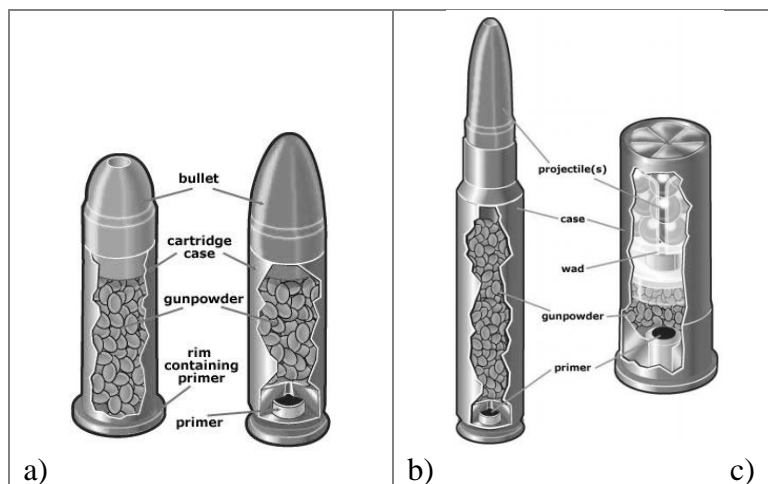 bullet
cartridge
case
gunpowder
rim
containing
primer
primer
a)
projectile(s)
case
wad
gunpowder
primer
b)
c)